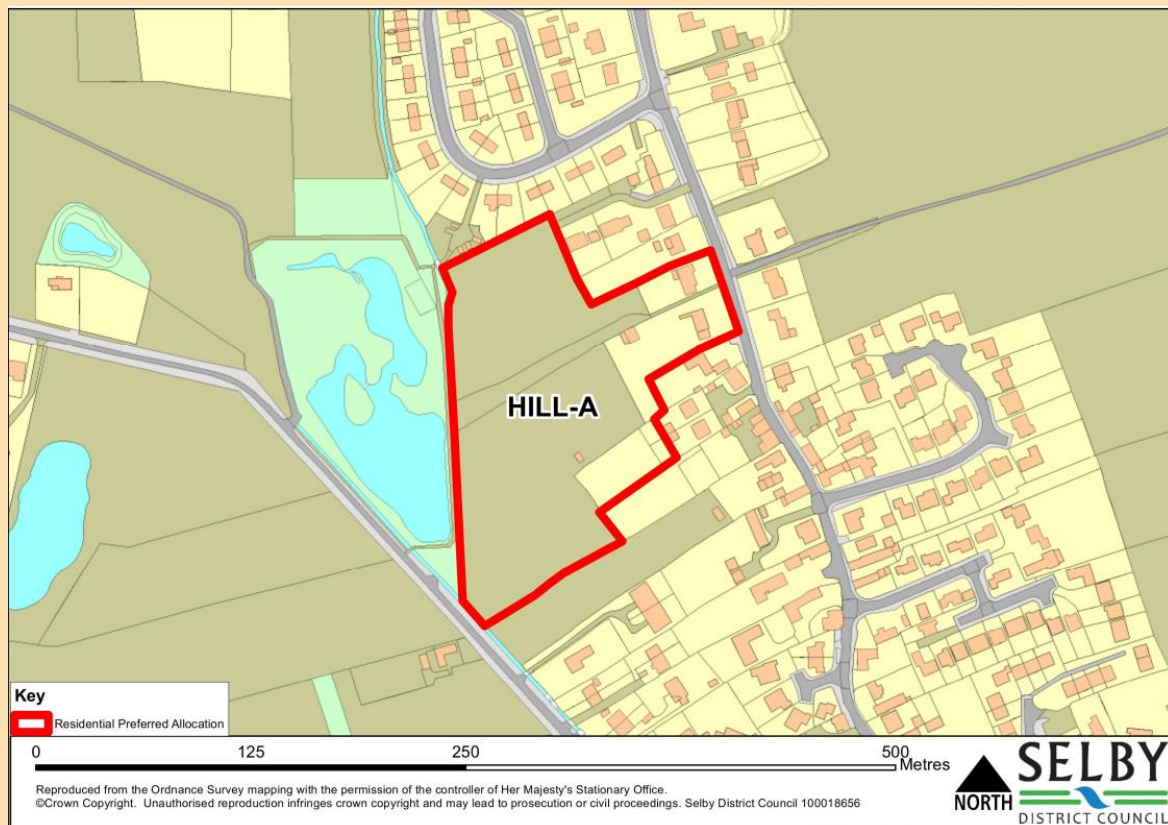 HILL-A
Key
Residential Preferred Allocation
0 125 250 500
Metres
Reproduced from the Ordnance Survey mapping with the permission of the controller of Her Majesty's Stationary Office.
©Crown Copyright. Unauthorised reproduction infringes crown copyright and may lead to prosecution or civil proceedings. Selby District Council 100018656
NORTH
SELBY
DISTRICT COUNCIL